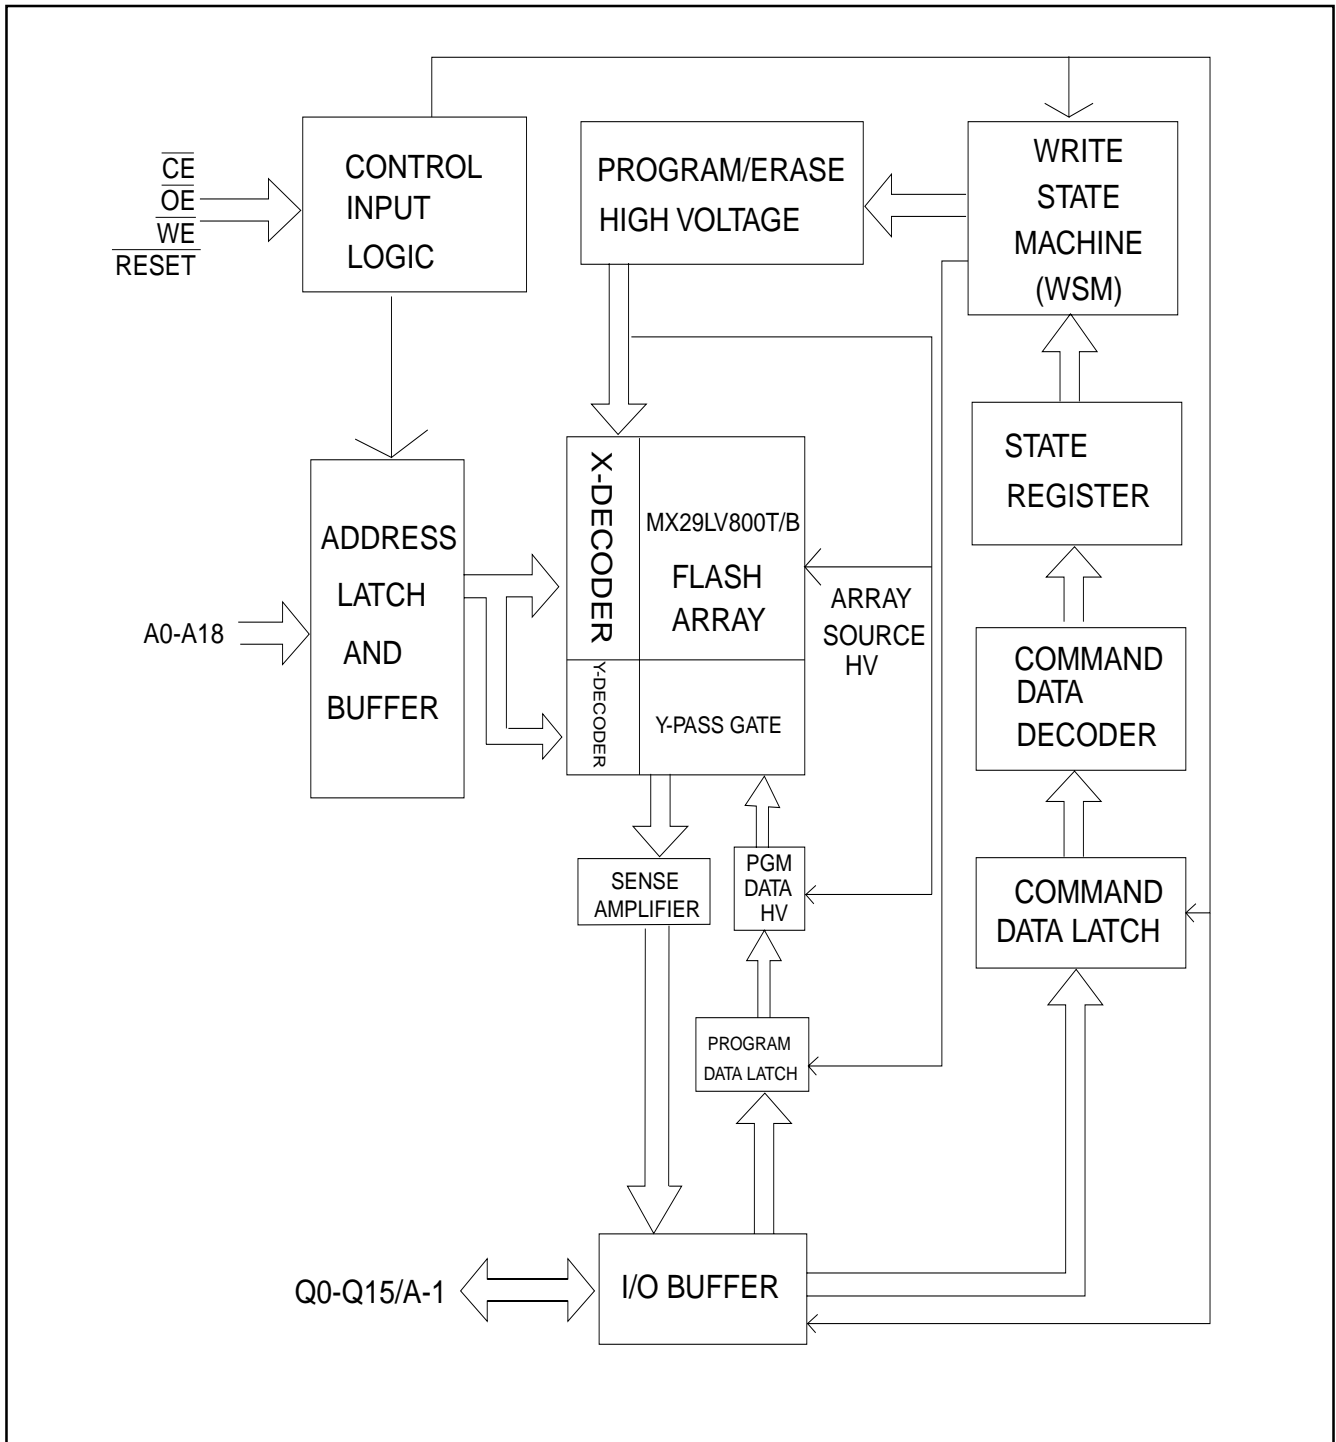 CE
OE
WE
RESET
CONTROL
INPUT
LOGIC
PROGRAM/ERASE
HIGH VOLTAGE
WRITE
STATE
MACHINE
(WSM)
STATE
REGISTER
ADDRESS
LATCH
AND
BUFFER
A0-A18
X-DECODER
MX29LV800T/B
FLASH
ARRAY
ARRAY
SOURCE
HV
Y-DECODER
Y-PASS GATE
COMMAND
DATA
DECODER
SENSE
AMPLIFIER
PGM
DATA
HV
COMMAND
DATA LATCH
PROGRAM
DATA LATCH
Q0-Q15/A-1
I/O BUFFER